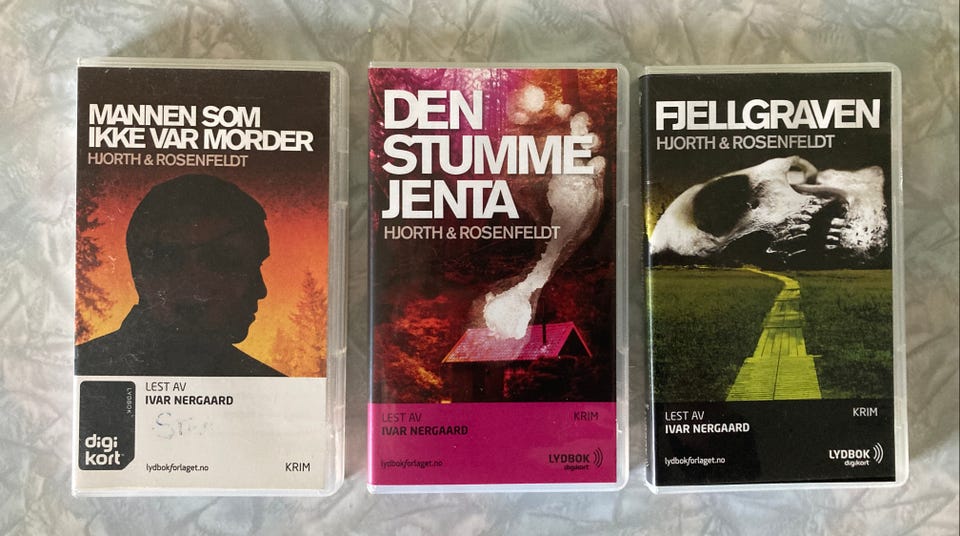 MANNEN SOM
IKKE VAR MORDER
HJORTH & ROSENFELDT
LEST AV
IVAR NERGAARD
LYDBOK
digi
kort
lydbokforlaget.no
KRIM
DEN
STUMME
JENTA
HJORTH & ROSENFELDT
LEST AV
KRIM
IVAR NERGAARD
lydbokforlaget.no
LYDBOK
digikort
FJELLGRAVEN
HJORTH & ROSENFELDT
LEST AV
KRIM
IVAR NERGAARD
lydbokforlaget.no
LYDBOK
digikort